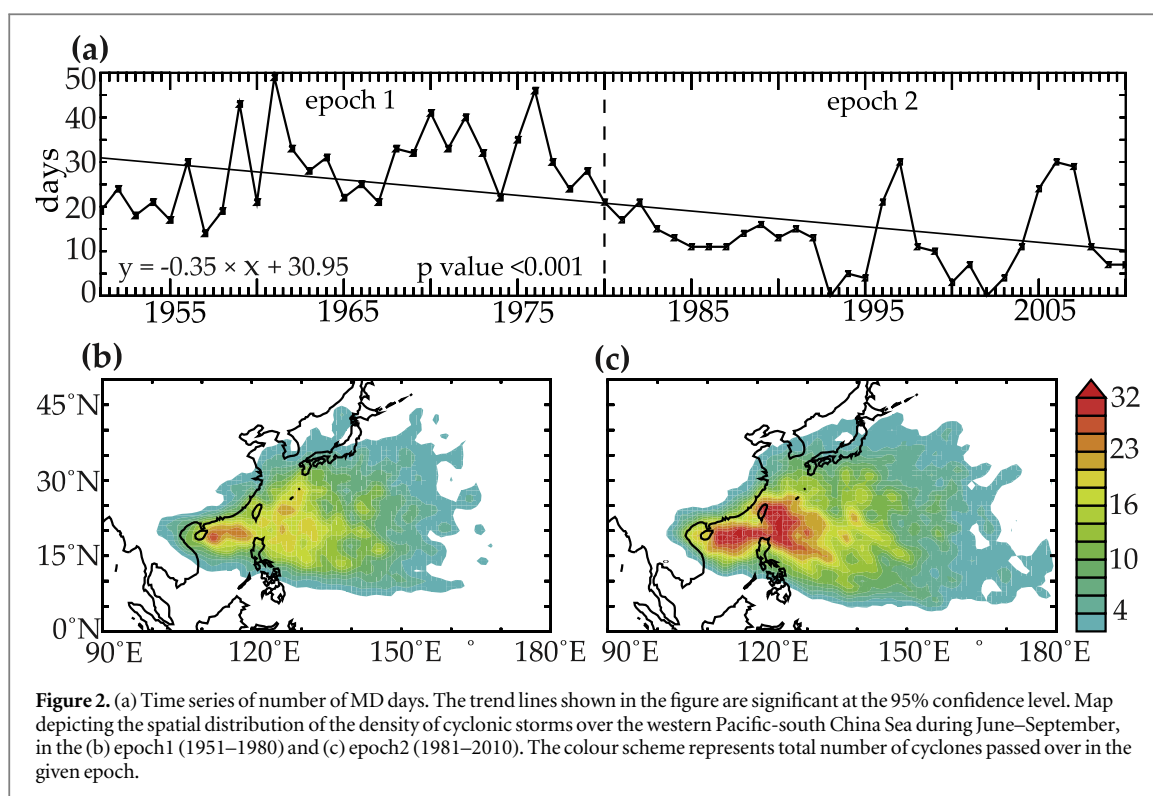 (a)
50
40
30
20
10
0
days
epoch 1
epoch 2
y = -0.35 × x + 30.95
p value <0.001
1955
1965
1975
1985
1995
2005
(b)
(c)
45°N
30°N
15°N
0°N
90°E
120°E
150°E
°
180°E
90°E
120°E
150°E
°
180°E
32
23
16
10
4
Figure 2. (a) Time series of number of MD days. The trend lines shown in the figure are significant at the 95% confidence level. Map
depicting the spatial distribution of the density of cyclonic storms over the western Pacific-south China Sea during June–September,
in the (b) epoch1 (1951–1980) and (c) epoch2 (1981–2010). The colour scheme represents total number of cyclones passed over in the
given epoch.